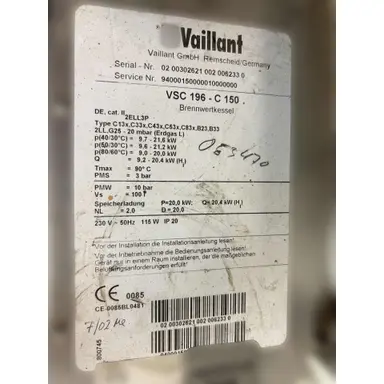 Vaillant
Vaillant GmbH Remscheid/Germany
Serial - Nr. 02 00302621 002 006233 0
Service Nr. 94000150000010000000
VSC 196 - C 150
Brennwertkessel
DE, cat. II 2ELL3P
Type C13x,C33x,C43x,C53x,C83x,B23,B33
2LL,G25 - 20 mbar (Erdgas L)
p(40/30°C) = 9,7 - 21,6 kW
p(50/30°C) = 9,6 - 21,2 kW
p(80/60°C) = 9,0 - 20,0 kW
Q = 9,2 - 20,4 kW (Hi)
Tmax = 90°C
PMS = 3 bar
PMW = 10 bar
Vs = 100 l
Speicherladung P=20,0 kW; Q=20,4 kW (Hi)
NL = 2,0 D = 20,0
230 V ~ 50Hz 115 W IP 20
Vor der Installation die Installationsanleitung lesen!
Vor der Inbetriebnahme die Bedienungsanleitung lesen!
Gerät nur in einem Raum installieren, der die maßgeblichen
Belüftungsanforderungen erfüllt
CE 0085
CE-0085BL0481
7/02
800745
02 00302621 002 006233 0